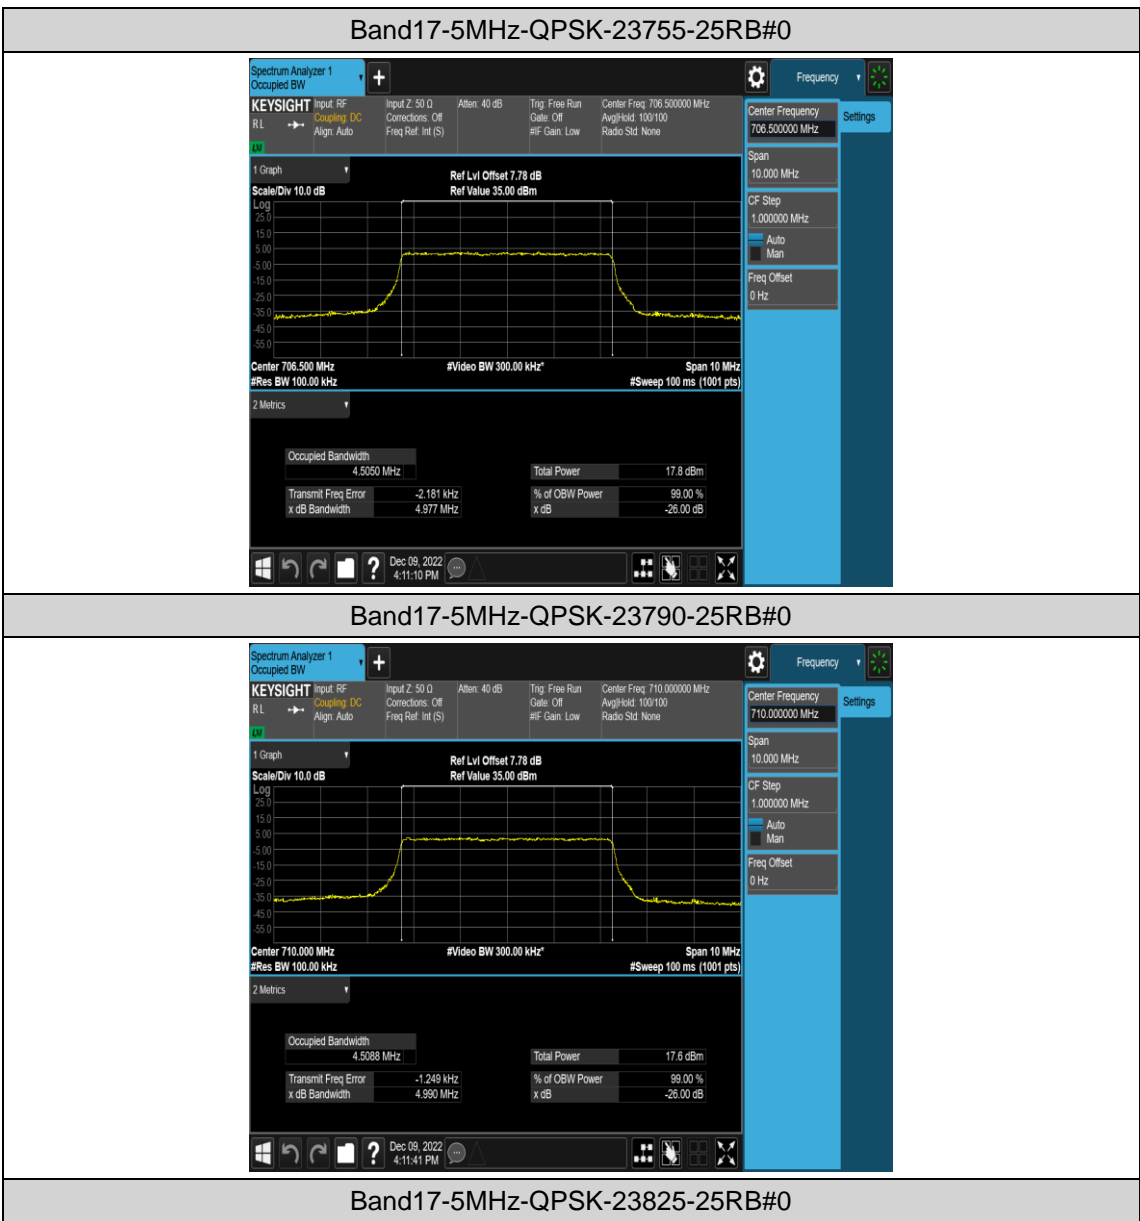 Band17-5MHz-QPSK-23755-25RB#0
Spectrum Analyzer 1
Occupied BW
Frequency
KEYSIGHT Input: RF Input Z: 50 Ω Atten: 40 dB Trig: Free Run Center Freq: 706.500000 MHz
RL Coupling: DC Corrections: Off Gate: Off Avg|Hold: 100/100
Align: Auto Freq Ref: Int (S) #IF Gain: Low Radio Std: None
Center Frequency
706.500000 MHz
Settings
Span
10.000 MHz
CF Step
1.000000 MHz
Auto
Man
Freq Offset
0 Hz
1 Graph
Ref Lvl Offset 7.78 dB
Scale/Div 10.0 dB Ref Value 35.00 dBm
Log
25.0
15.0
5.00
-5.00
-15.0
-25.0
-35.0
-45.0
-55.0
Center 706.500 MHz #Video BW 300.00 kHz* Span 10 MHz
#Res BW 100.00 kHz #Sweep 100 ms (1001 pts)
2 Metrics
Occupied Bandwidth
4.5050 MHz Total Power 17.8 dBm
Transmit Freq Error -2.181 kHz % of OBW Power 99.00 %
x dB Bandwidth 4.977 MHz x dB -26.00 dB
? Dec 09, 2022
4:11:10 PM
Band17-5MHz-QPSK-23790-25RB#0
Spectrum Analyzer 1
Occupied BW
Frequency
KEYSIGHT Input: RF Input Z: 50 Ω Atten: 40 dB Trig: Free Run Center Freq: 710.000000 MHz
RL Coupling: DC Corrections: Off Gate: Off Avg|Hold: 100/100
Align: Auto Freq Ref: Int (S) #IF Gain: Low Radio Std: None
Center Frequency
710.000000 MHz
Settings
Span
10.000 MHz
CF Step
1.000000 MHz
Auto
Man
Freq Offset
0 Hz
1 Graph
Ref Lvl Offset 7.78 dB
Scale/Div 10.0 dB Ref Value 35.00 dBm
Log
25.0
15.0
5.00
-5.00
-15.0
-25.0
-35.0
-45.0
-55.0
Center 710.000 MHz #Video BW 300.00 kHz* Span 10 MHz
#Res BW 100.00 kHz #Sweep 100 ms (1001 pts)
2 Metrics
Occupied Bandwidth
4.5088 MHz Total Power 17.6 dBm
Transmit Freq Error -1.249 kHz % of OBW Power 99.00 %
x dB Bandwidth 4.990 MHz x dB -26.00 dB
? Dec 09, 2022
4:11:41 PM
Band17-5MHz-QPSK-23825-25RB#0